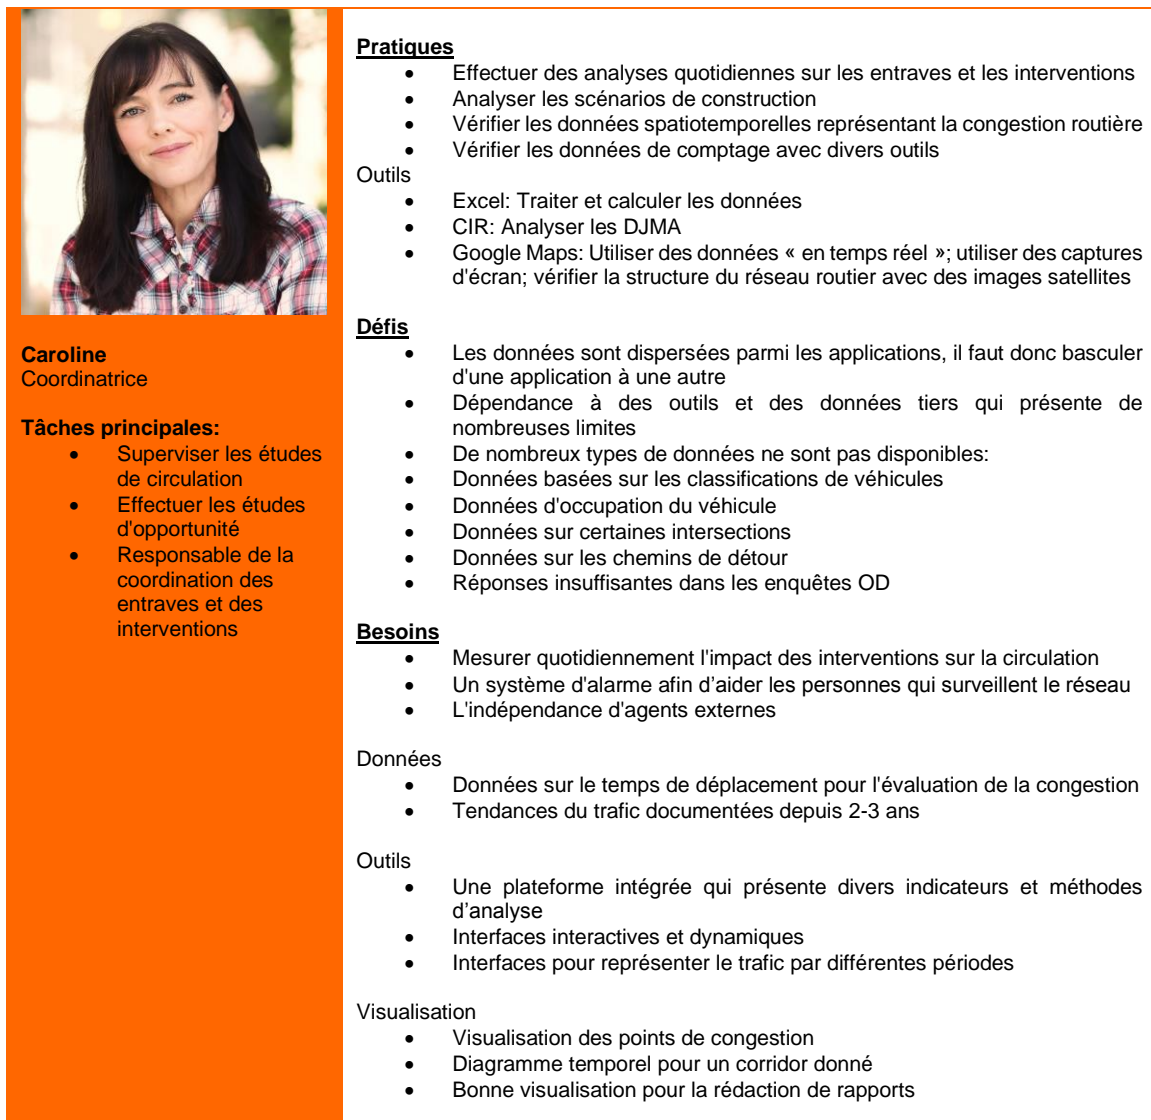 Caroline
Coordinatrice
Tâches principales:
• Superviser les études
de circulation
• Effectuer les études
d'opportunité
• Responsable de la
coordination des
entraves et des
interventions
Pratiques
• Effectuer des analyses quotidiennes sur les entraves et les interventions
• Analyser les scénarios de construction
• Vérifier les données spatiotemporelles représentant la congestion routière
• Vérifier les données de comptage avec divers outils
Outils
• Excel: Traiter et calculer les données
• CIR: Analyser les DJMA
• Google Maps: Utiliser des données « en temps réel »; utiliser des captures
d'écran; vérifier la structure du réseau routier avec des images satellites
Défis
• Les données sont dispersées parmi les applications, il faut donc basculer
d'une application à une autre
• Dépendance à des outils et des données tiers qui présente de
nombreuses limites
• De nombreux types de données ne sont pas disponibles:
• Données basées sur les classifications de véhicules
• Données d'occupation du véhicule
• Données sur certaines intersections
• Données sur les chemins de détour
• Réponses insuffisantes dans les enquêtes OD
Besoins
• Mesurer quotidiennement l'impact des interventions sur la circulation
• Un système d'alarme afin d’aider les personnes qui surveillent le réseau
• L'indépendance d'agents externes
Données
• Données sur le temps de déplacement pour l'évaluation de la congestion
• Tendances du trafic documentées depuis 2-3 ans
Outils
• Une plateforme intégrée qui présente divers indicateurs et méthodes
d’analyse
• Interfaces interactives et dynamiques
• Interfaces pour représenter le trafic par différentes périodes
Visualisation
• Visualisation des points de congestion
• Diagramme temporel pour un corridor donné
• Bonne visualisation pour la rédaction de rapports